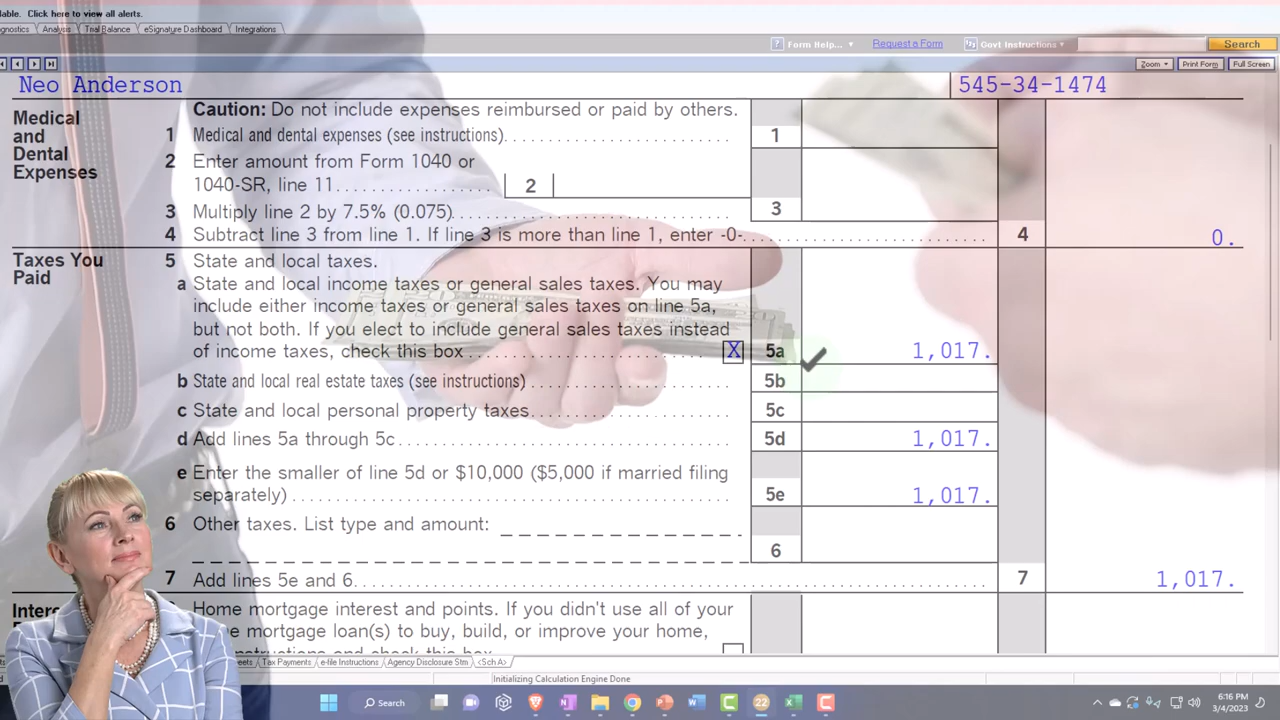 lable. Click here to view all alerts.
gnostics Analysis Trial Balance eSignature Dashboard Integrations
? Form Help... Request a Form Govt Instructions Search
Zoom Print Form Full Screen
Neo Anderson 545-34-1474
Medical and Dental Expenses
Caution: Do not include expenses reimbursed or paid by others.
1 Medical and dental expenses (see instructions) 1
2 Enter amount from Form 1040 or
1040-SR, line 11 2
3 Multiply line 2 by 7.5% (0.075) 3
4 Subtract line 3 from line 1. If line 3 is more than line 1, enter -0- 4 0.
Taxes You Paid
5 State and local taxes.
a State and local income taxes or general sales taxes. You may
include either income taxes or general sales taxes on line 5a,
but not both. If you elect to include general sales taxes instead
of income taxes, check this box X 5a 1,017.
b State and local real estate taxes (see instructions) 5b
c State and local personal property taxes 5c
d Add lines 5a through 5c 5d 1,017.
e Enter the smaller of line 5d or $10,000 ($5,000 if married filing
separately) 5e 1,017.
6 Other taxes. List type and amount:
6
7 Add lines 5e and 6 7 1,017.
Home mortgage interest and points. If you didn't use all of your
mortgage loan(s) to buy, build, or improve your home,
Tax Payments e-file Instructions Agency Disclosure Stm <Sch A>
Initializing Calculation Engine Done
Search 22
6:16 PM
3/4/2023